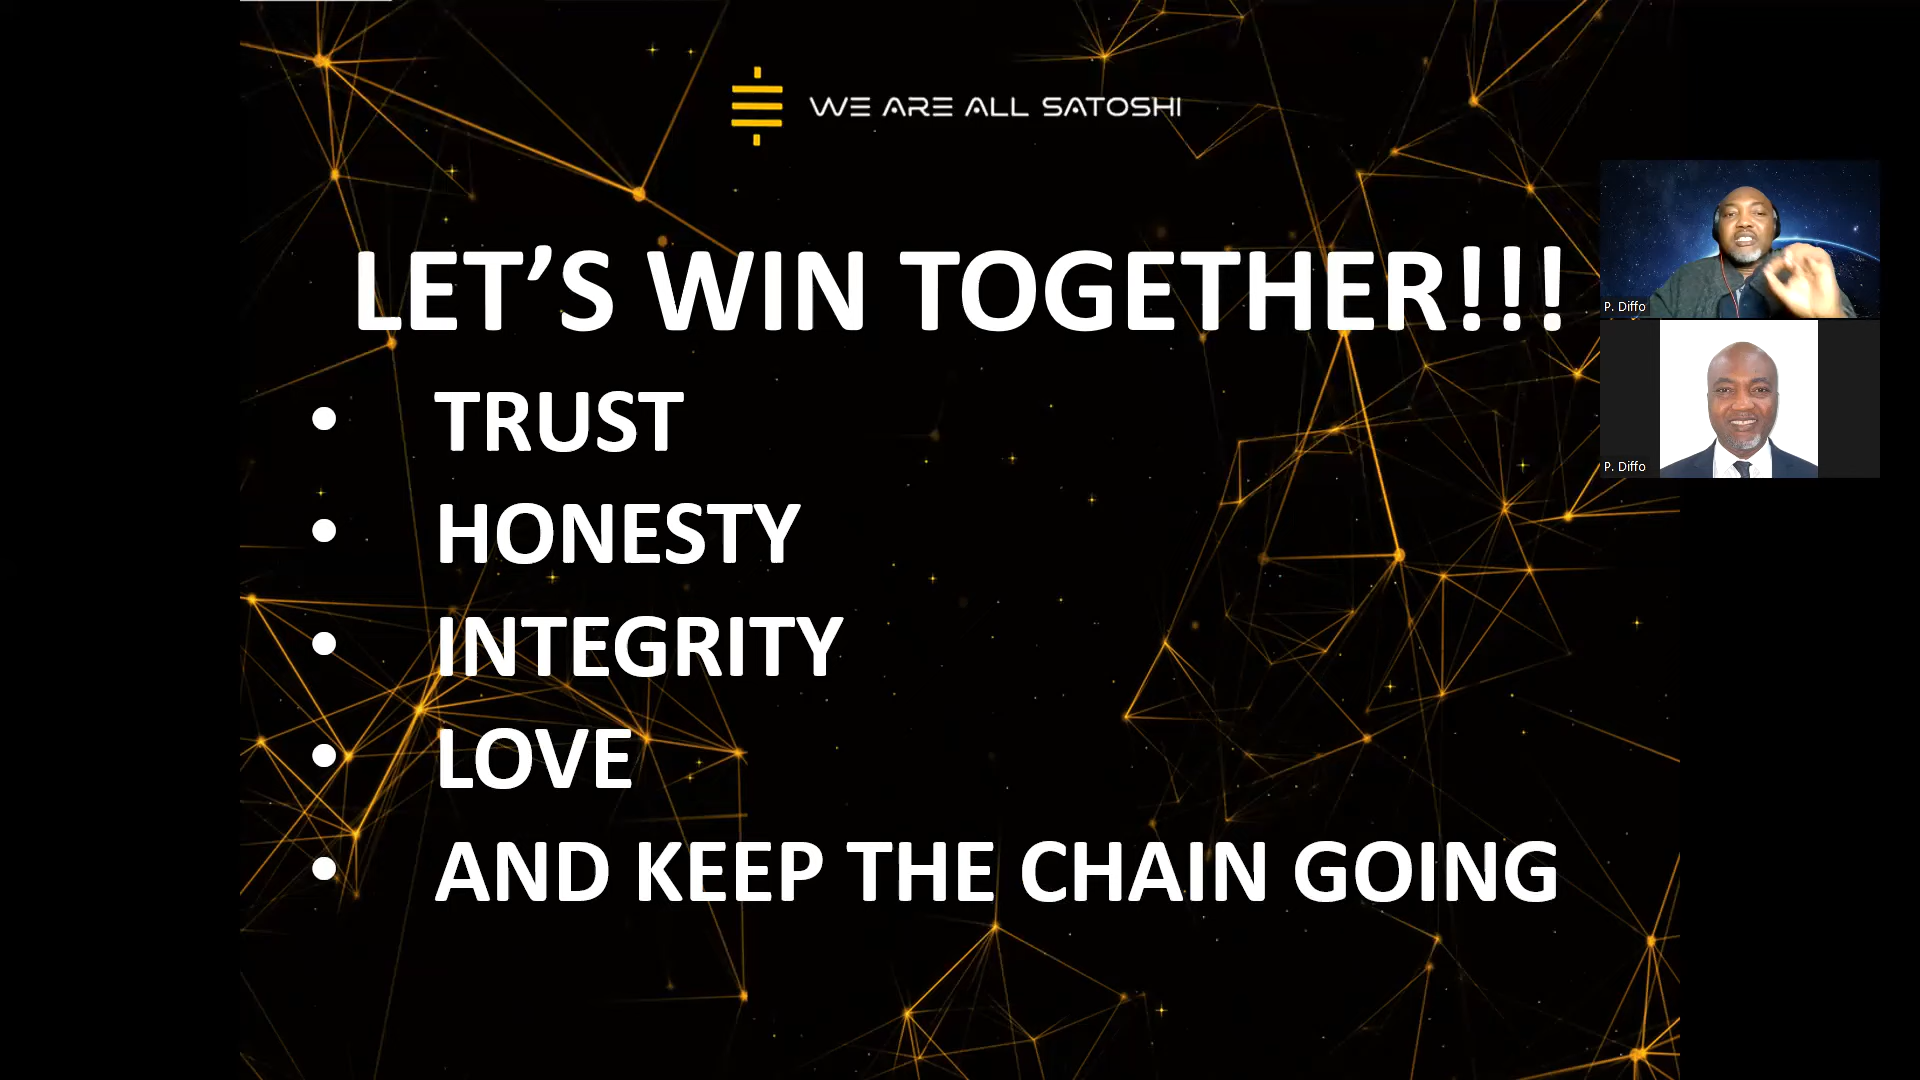 WE ARE ALL SATOSHI
LET’S WIN TOGETHER!!!
• TRUST
• HONESTY
• INTEGRITY
• LOVE
• AND KEEP THE CHAIN GOING
P. Diffo
P. Diffo